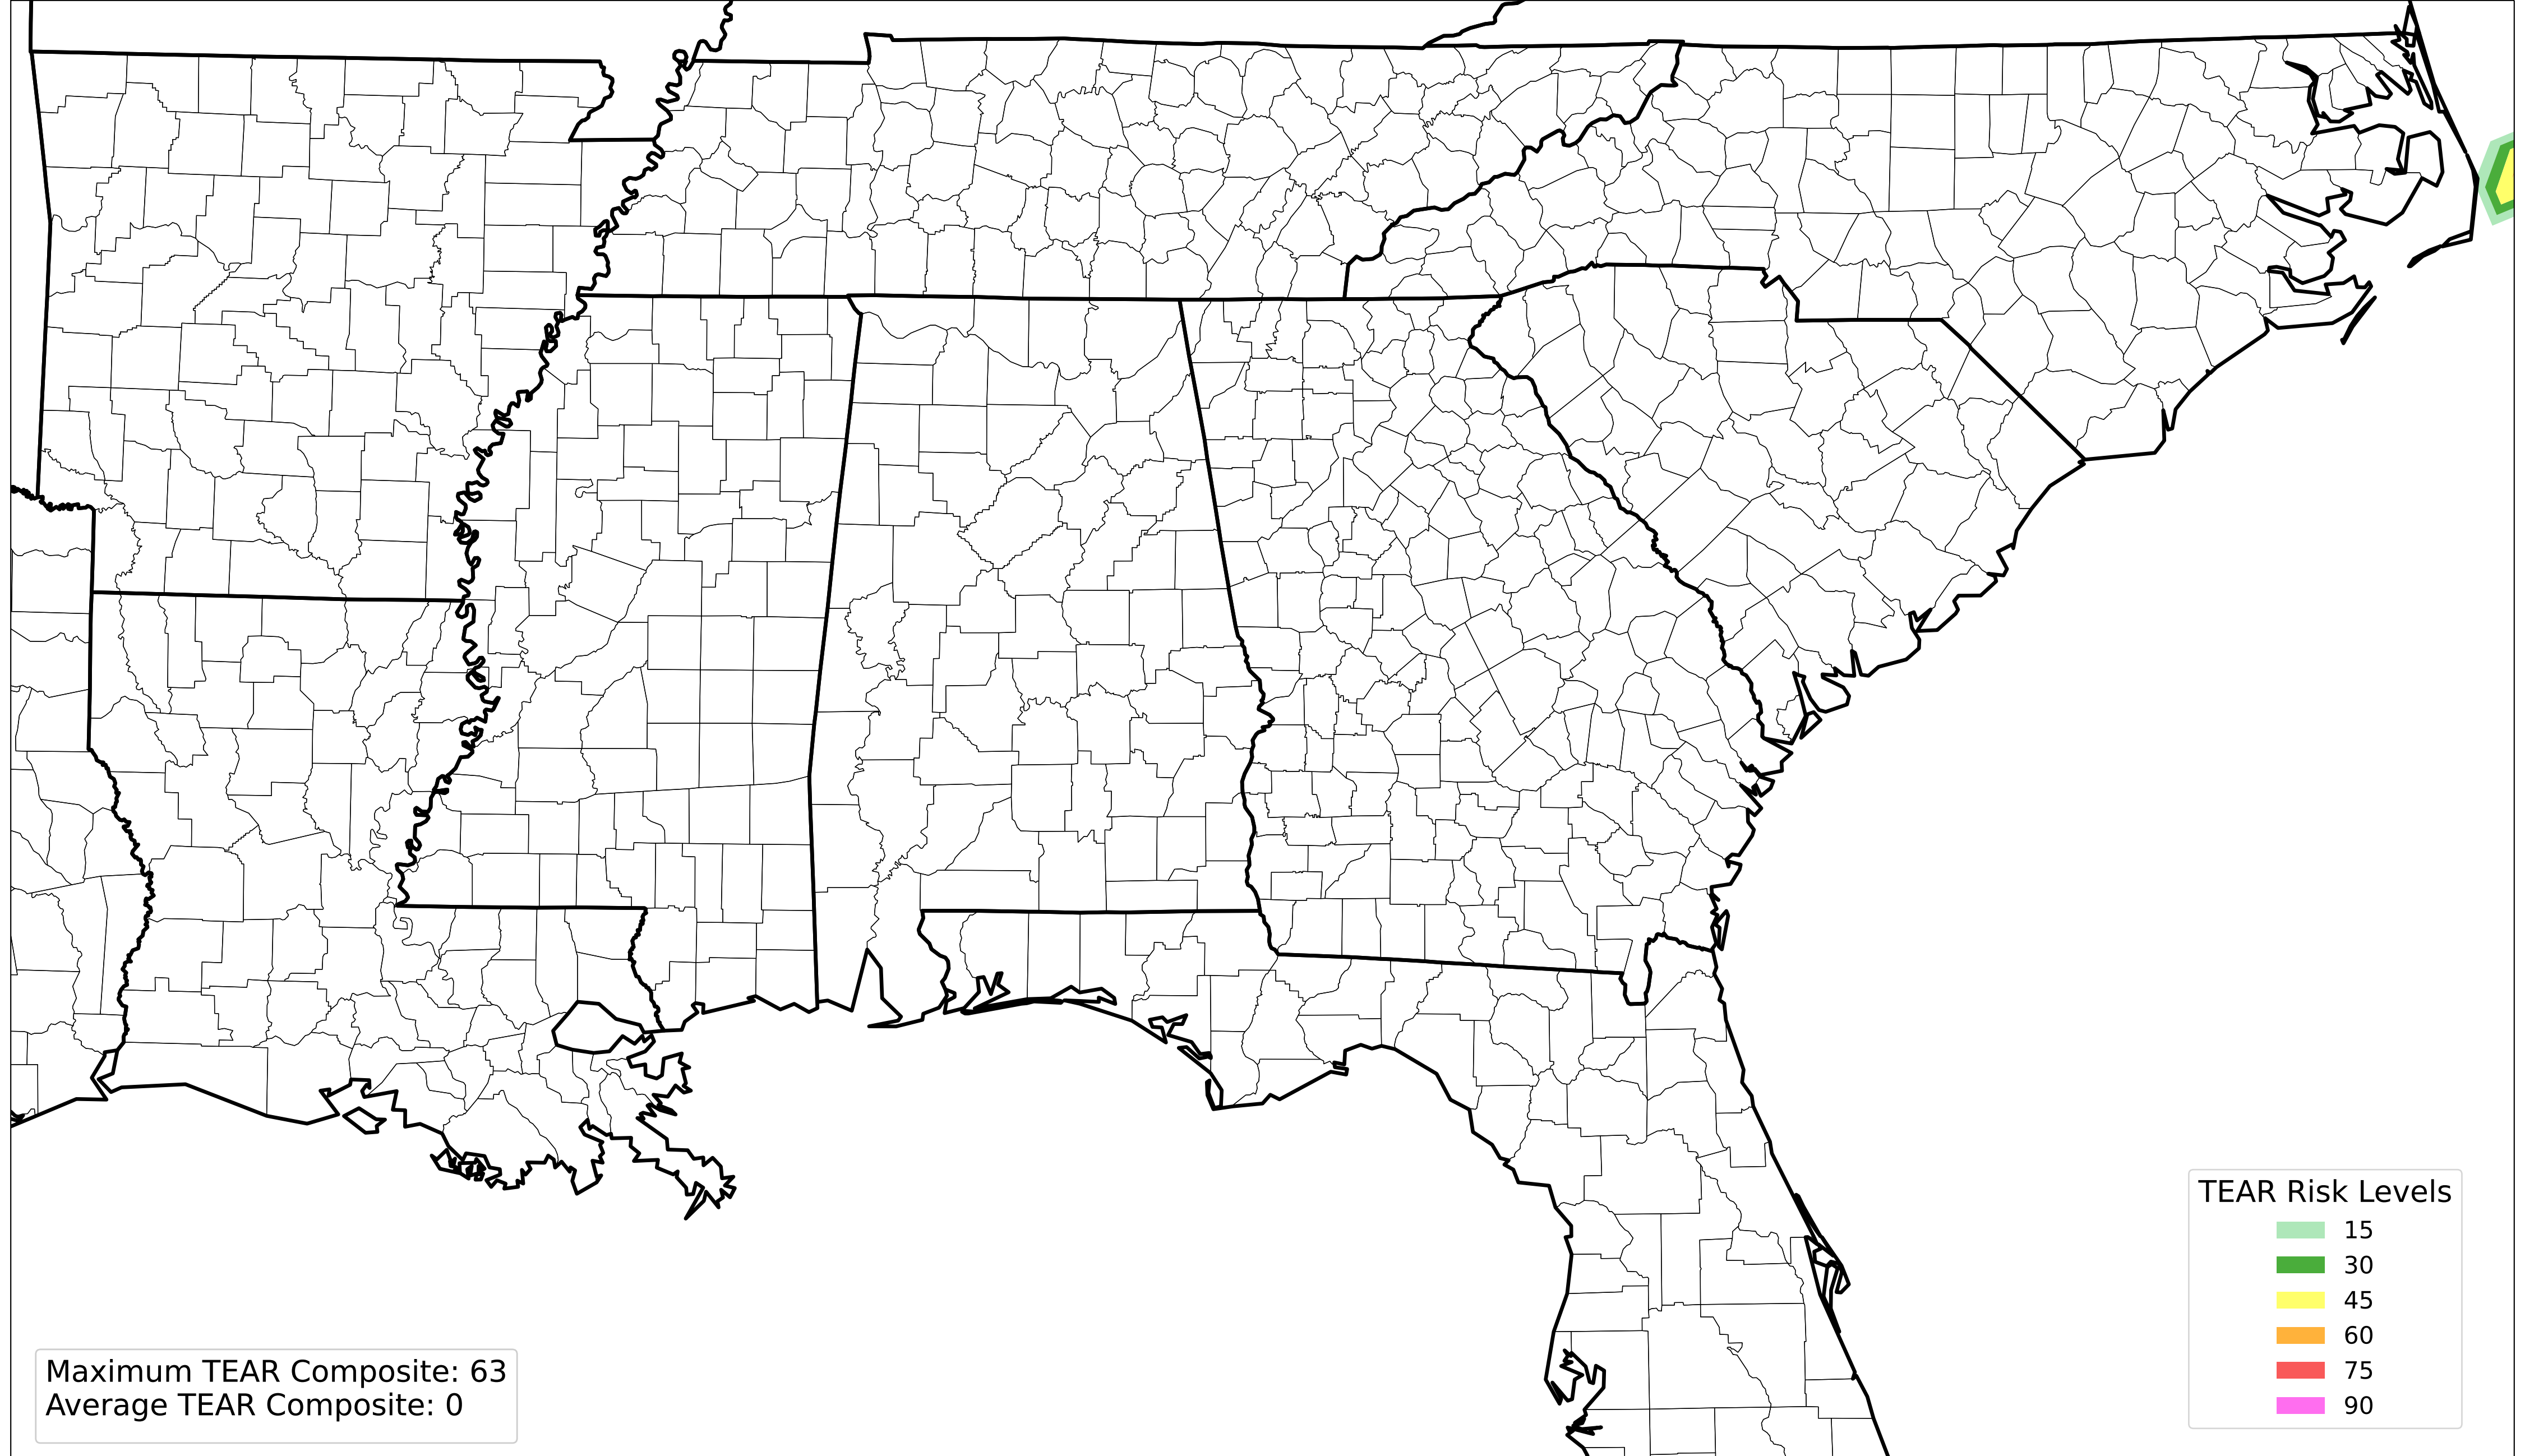 TEAR Risk Levels
15
30
45
60
75
90
Maximum TEAR Composite: 63
Average TEAR Composite: 0